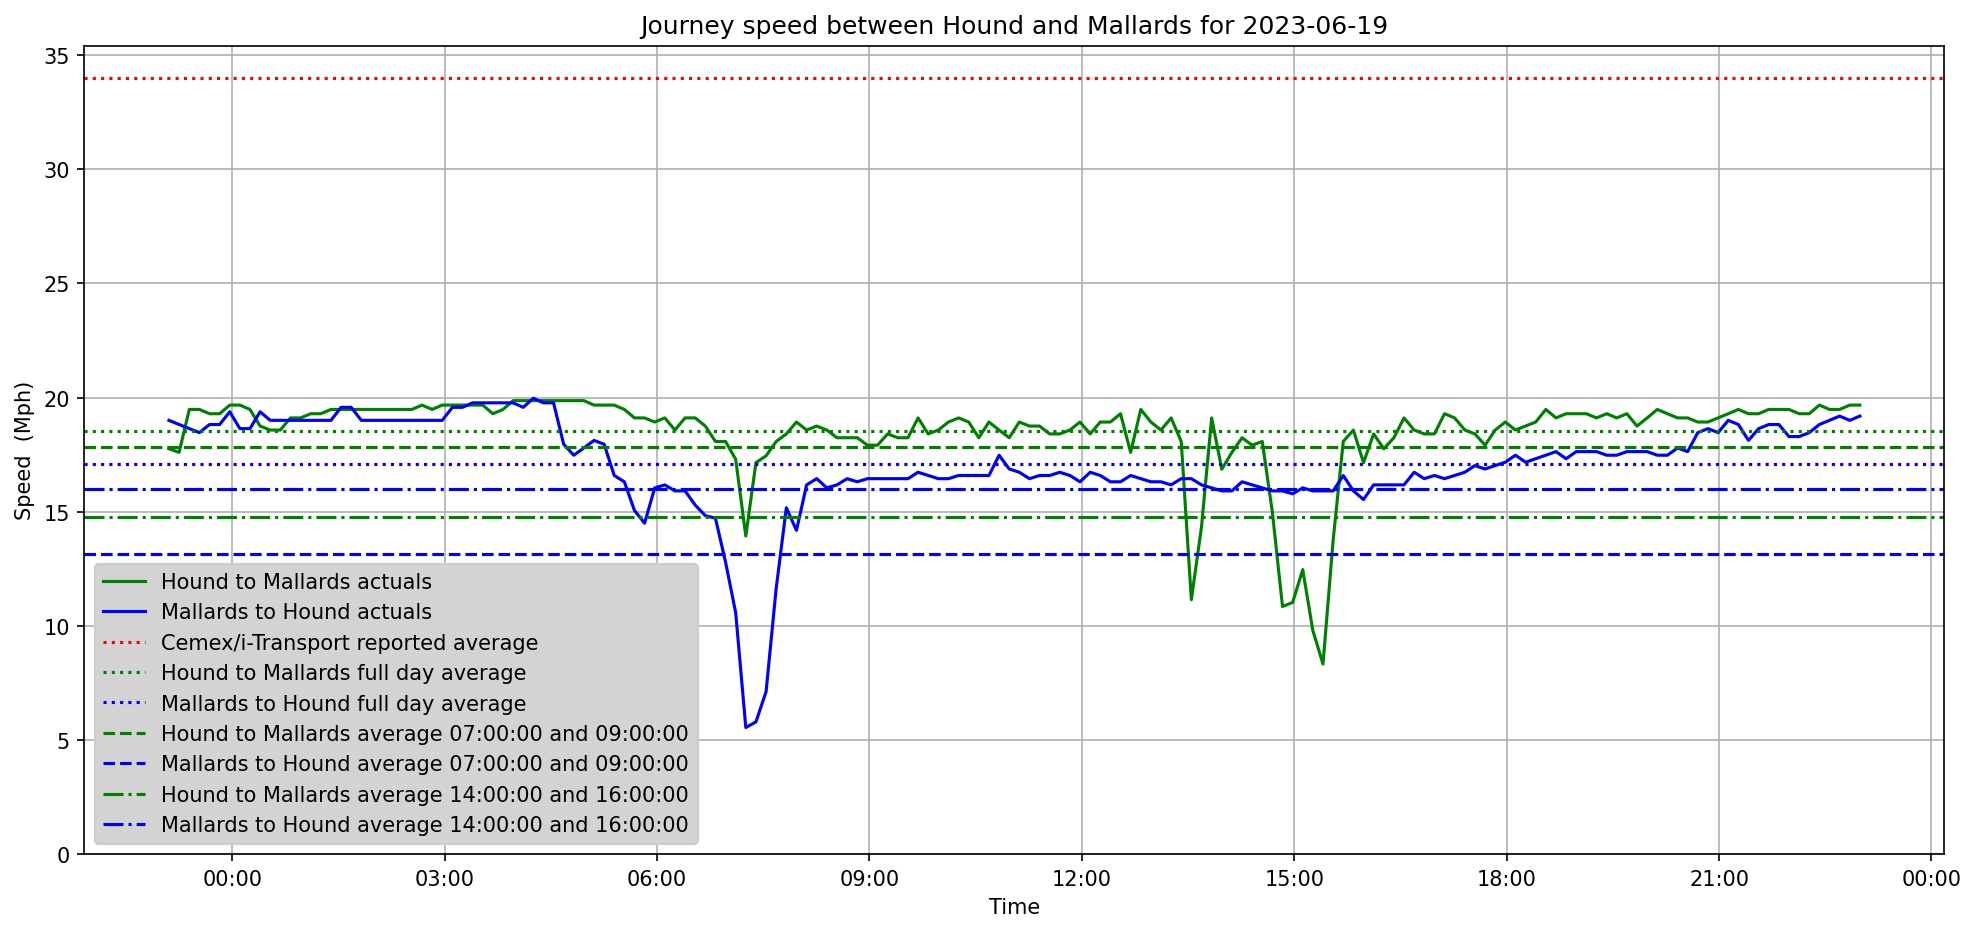 Journey speed between Hound and Mallards for 2023-06-19
35
30
25
20
15
10
5
0
Speed (Mph)
Hound to Mallards actuals
Mallards to Hound actuals
Cemex/i-Transport reported average
Hound to Mallards full day average
Mallards to Hound full day average
Hound to Mallards average 07:00:00 and 09:00:00
Mallards to Hound average 07:00:00 and 09:00:00
Hound to Mallards average 14:00:00 and 16:00:00
Mallards to Hound average 14:00:00 and 16:00:00
00:00 03:00 06:00 09:00 12:00 15:00 18:00 21:00 00:00
Time